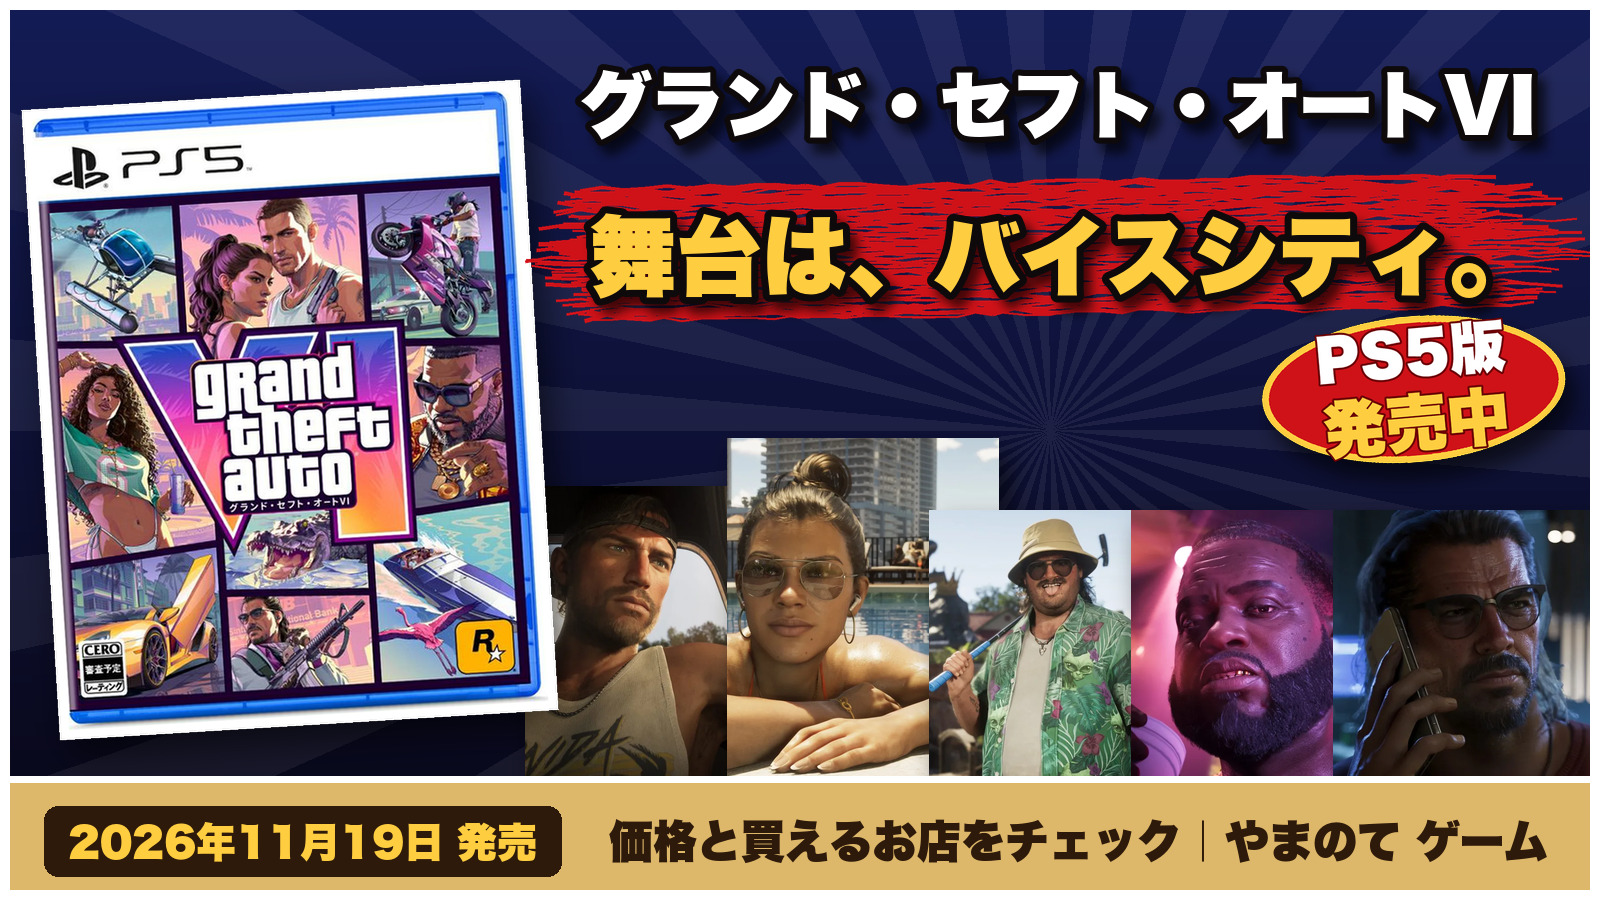 グランド・セフト・オートVI
舞台は、バイスシティ。
PS5版
発売中
PS5
grand
theft
auto
グランド・セフト・オートVI
VI
CERO
審査予定
レーティング
R
2026年11月19日 発売
価格と買えるお店をチェック｜やまのて ゲーム